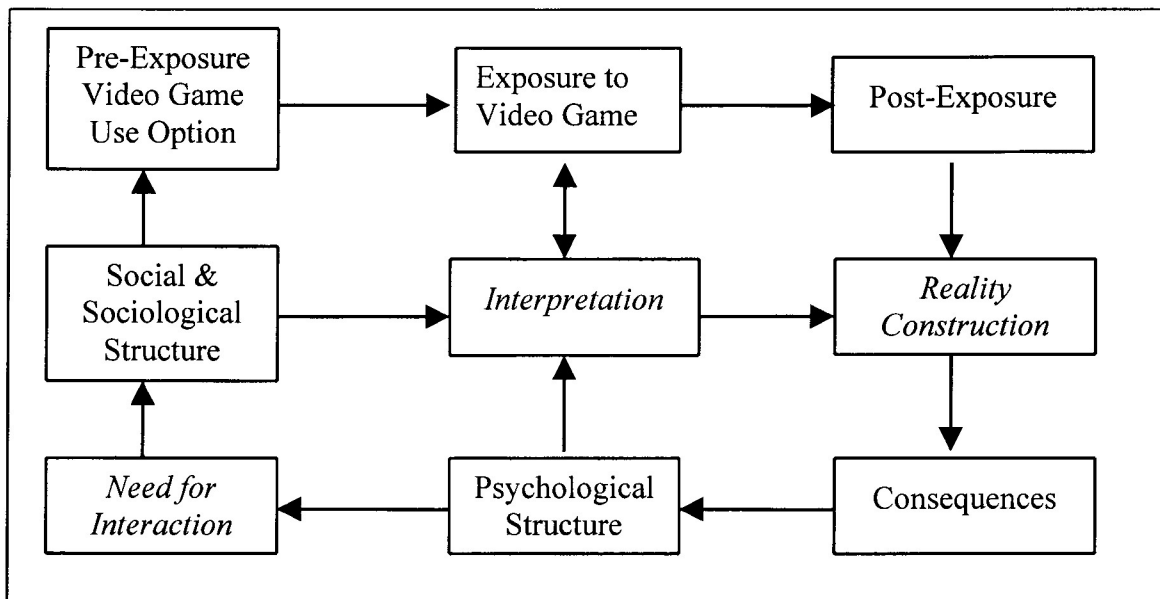 Pre-Exposure
Video Game
Use Option
Exposure to
Video Game
Post-Exposure
Social &
Sociological
Structure
Interpretation
Reality
Construction
Need for
Interaction
Psychological
Structure
Consequences